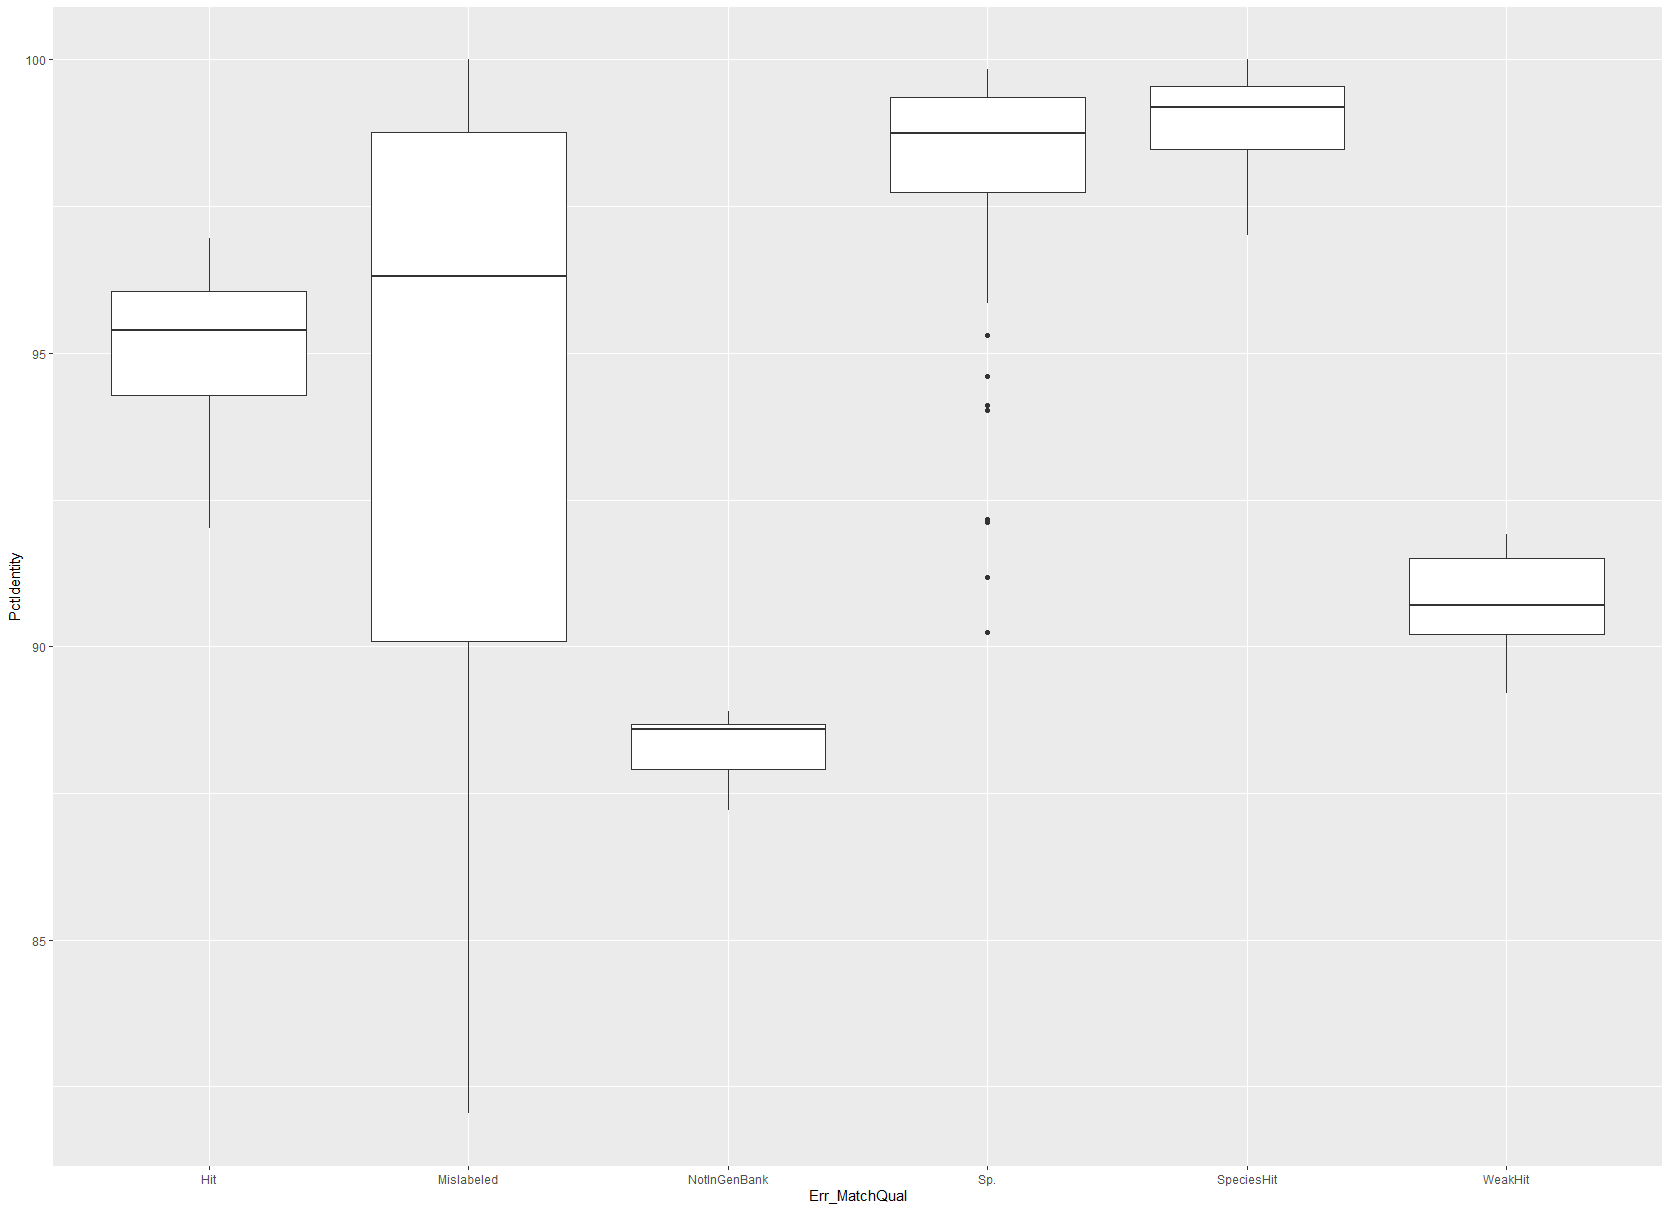 100
95
90
85
PctIdentity
Hit Mislabeled NotInGenBank Sp. SpeciesHit WeakHit
Err_MatchQual